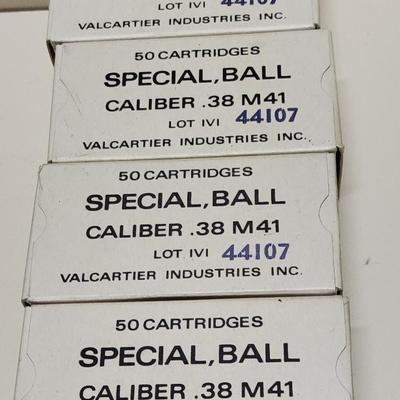 LOT IVI 44107
VALCARTIER INDUSTRIES INC.
50 CARTRIDGES
SPECIAL, BALL
CALIBER .38 M41
LOT IVI 44107
VALCARTIER INDUSTRIES INC.
50 CARTRIDGES
SPECIAL, BALL
CALIBER .38 M41
LOT IVI 44107
VALCARTIER INDUSTRIES INC.
50 CARTRIDGES
SPECIAL, BALL
CALIBER .38 M41